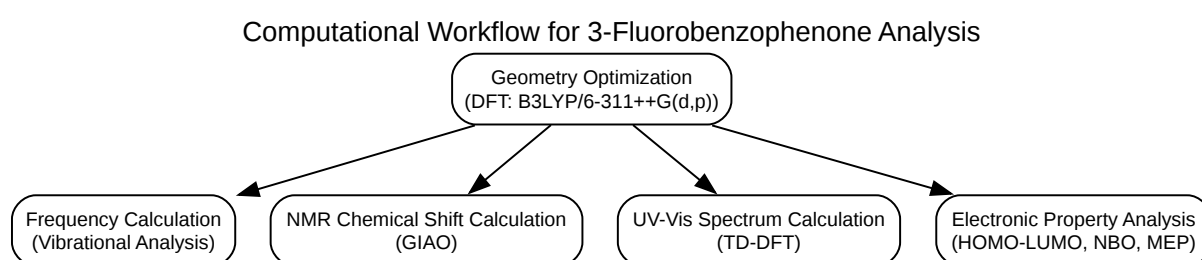 Computational Workflow for 3-Fluorobenzophenone Analysis
Geometry Optimization
(DFT: B3LYP/6-311++G(d,p))
Frequency Calculation
(Vibrational Analysis)
NMR Chemical Shift Calculation
(GIAO)
UV-Vis Spectrum Calculation
(TD-DFT)
Electronic Property Analysis
(HOMO-LUMO, NBO, MEP)